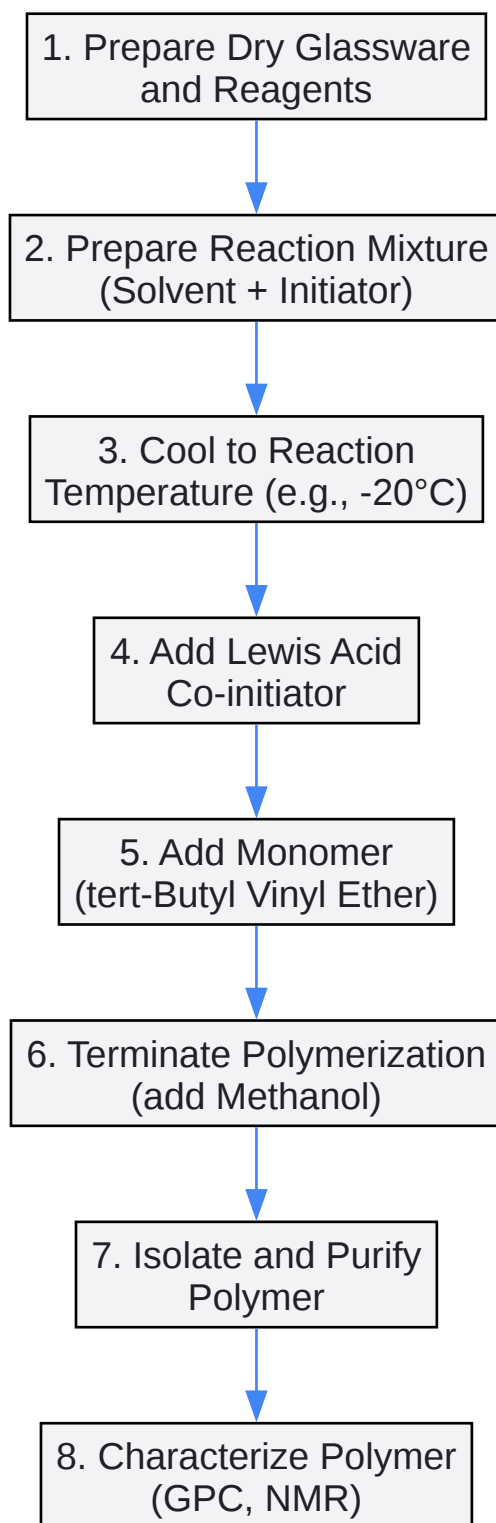 1. Prepare Dry Glassware
and Reagents
2. Prepare Reaction Mixture
(Solvent + Initiator)
3. Cool to Reaction
Temperature (e.g., -20°C)
4. Add Lewis Acid
Co-initiator
5. Add Monomer
(tert-Butyl Vinyl Ether)
6. Terminate Polymerization
(add Methanol)
7. Isolate and Purify
Polymer
8. Characterize Polymer
(GPC, NMR)